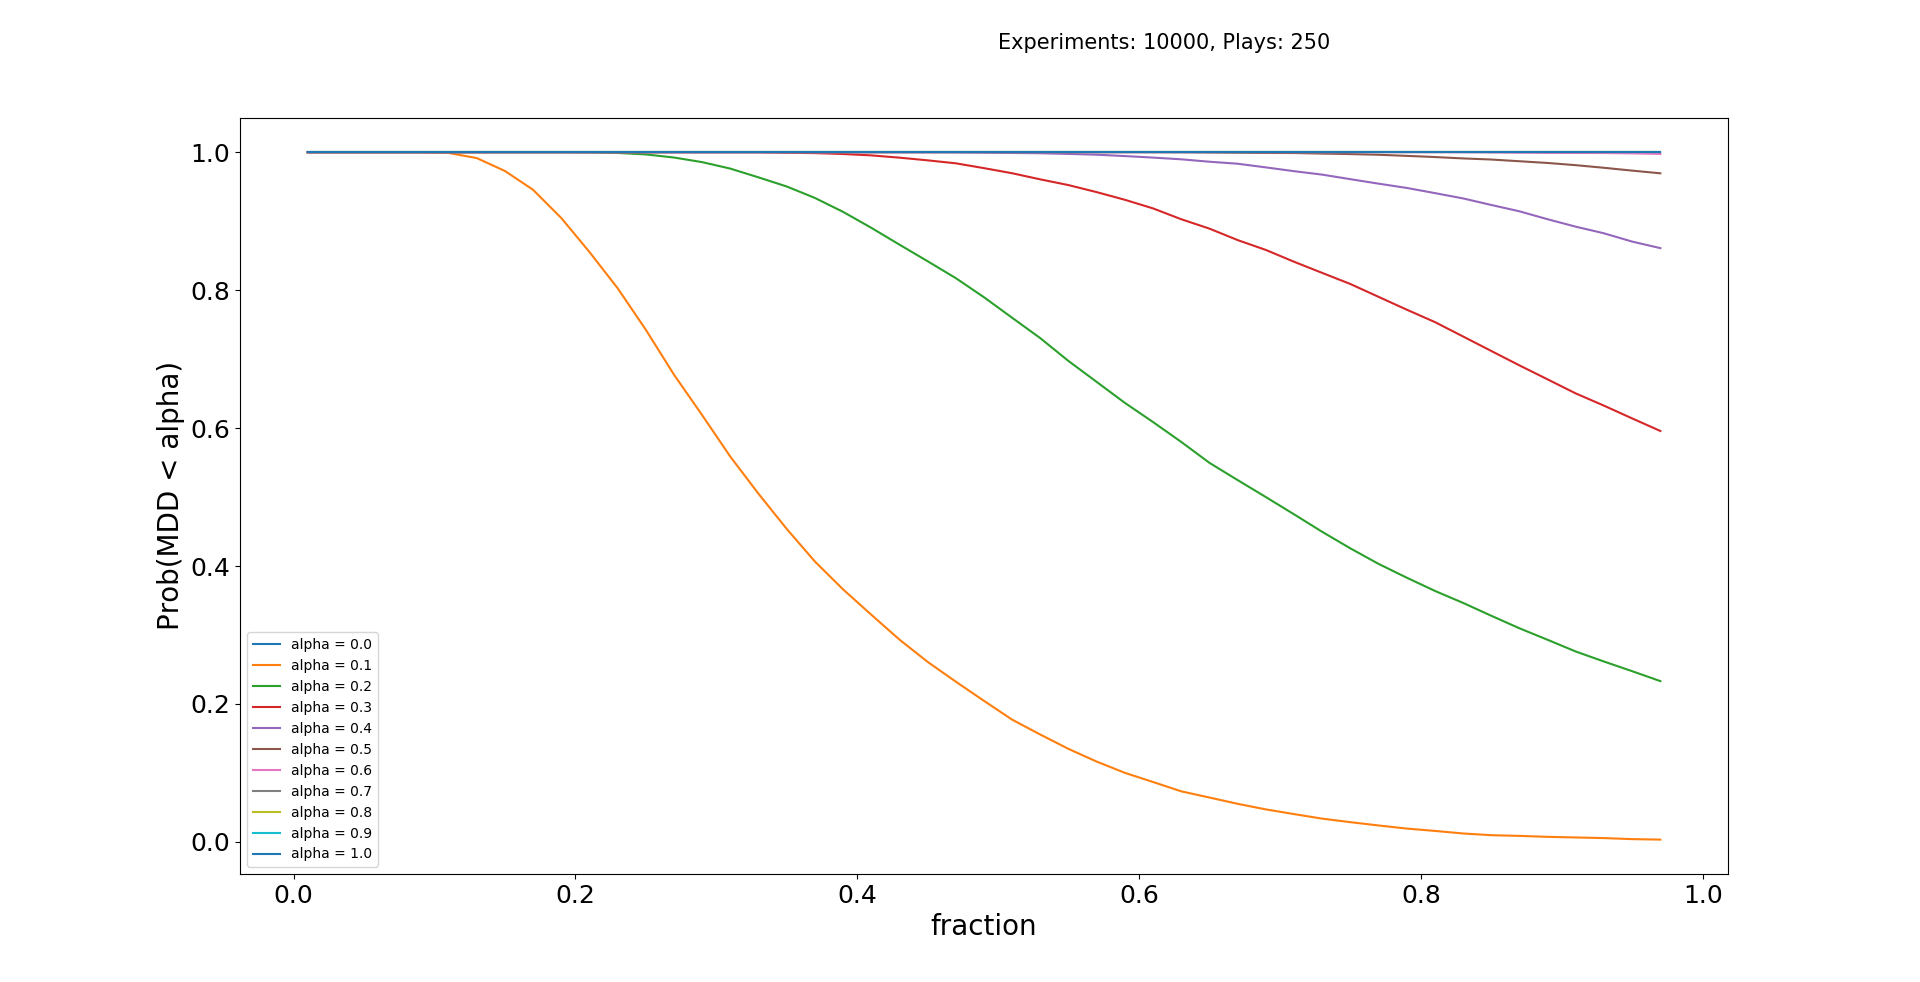 Experiments: 10000, Plays: 250
Prob(MDD < alpha)
1.0
0.8
0.6
0.4
0.2
0.0
alpha = 0.0
alpha = 0.1
alpha = 0.2
alpha = 0.3
alpha = 0.4
alpha = 0.5
alpha = 0.6
alpha = 0.7
alpha = 0.8
alpha = 0.9
alpha = 1.0
0.0 0.2 0.4 0.6 0.8 1.0
fraction